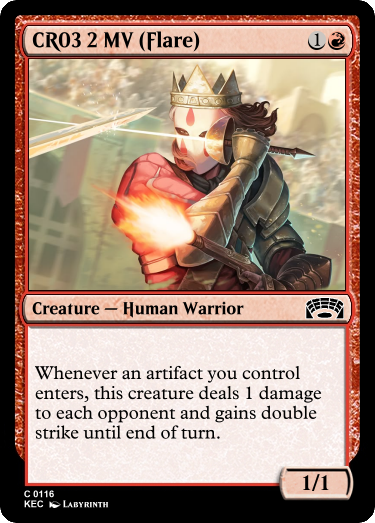 CR03 2 MV (Flare)
1
Creature — Human Warrior
Whenever an artifact you control
enters, this creature deals 1 damage
to each opponent and gains double
strike until end of turn.
1/1
C 0116
KEC Labyrinth